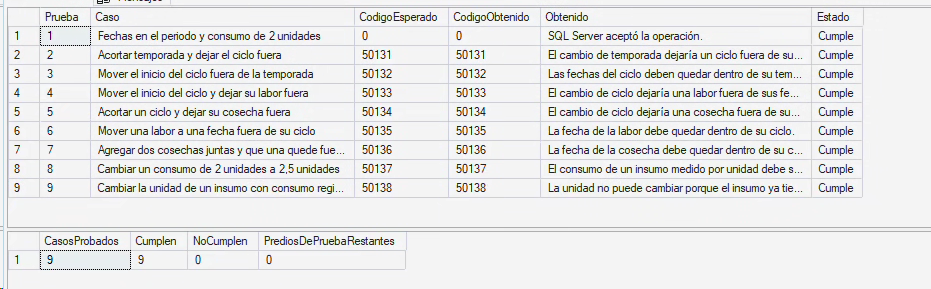 Prueba Caso CodigoEsperado CodigoObtenido Obtenido Estado
1 1 Fechas en el periodo y consumo de 2 unidades 0 0 SQL Server aceptó la operación. Cumple
2 2 Acortar temporada y dejar el ciclo fuera 50131 50131 El cambio de temporada dejaría un ciclo fuera de su... Cumple
3 3 Mover el inicio del ciclo fuera de la temporada 50132 50132 Las fechas del ciclo deben quedar dentro de su tem... Cumple
4 4 Mover el inicio del ciclo y dejar su labor fuera 50133 50133 El cambio de ciclo dejaría una labor fuera de sus fe... Cumple
5 5 Acortar un ciclo y dejar su cosecha fuera 50134 50134 El cambio de ciclo dejaría una cosecha fuera de su... Cumple
6 6 Mover una labor a una fecha fuera de su ciclo 50135 50135 La fecha de la labor debe quedar dentro de su ciclo. Cumple
7 7 Agregar dos cosechas juntas y que una quede fue... 50136 50136 La fecha de la cosecha debe quedar dentro de su c... Cumple
8 8 Cambiar un consumo de 2 unidades a 2,5 unidades 50137 50137 El consumo de un insumo medido por unidad debe s... Cumple
9 9 Cambiar la unidad de un insumo con consumo regi... 50138 50138 La unidad no puede cambiar porque el insumo ya tie... Cumple
CasosProbados Cumplen NoCumplen PrediosDePruebaRestantes
1 9 9 0 0